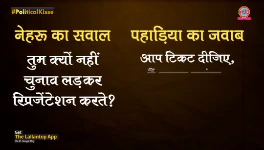 #PolitiCalKisse
नेहरू का सवाल
तुम क्यों नहीं
चुनाव लड़कर
रिप्रजेंटेशन करते?
पहाड़िया का जवाब
आप टिकट दीजिए,
The Lallantop App